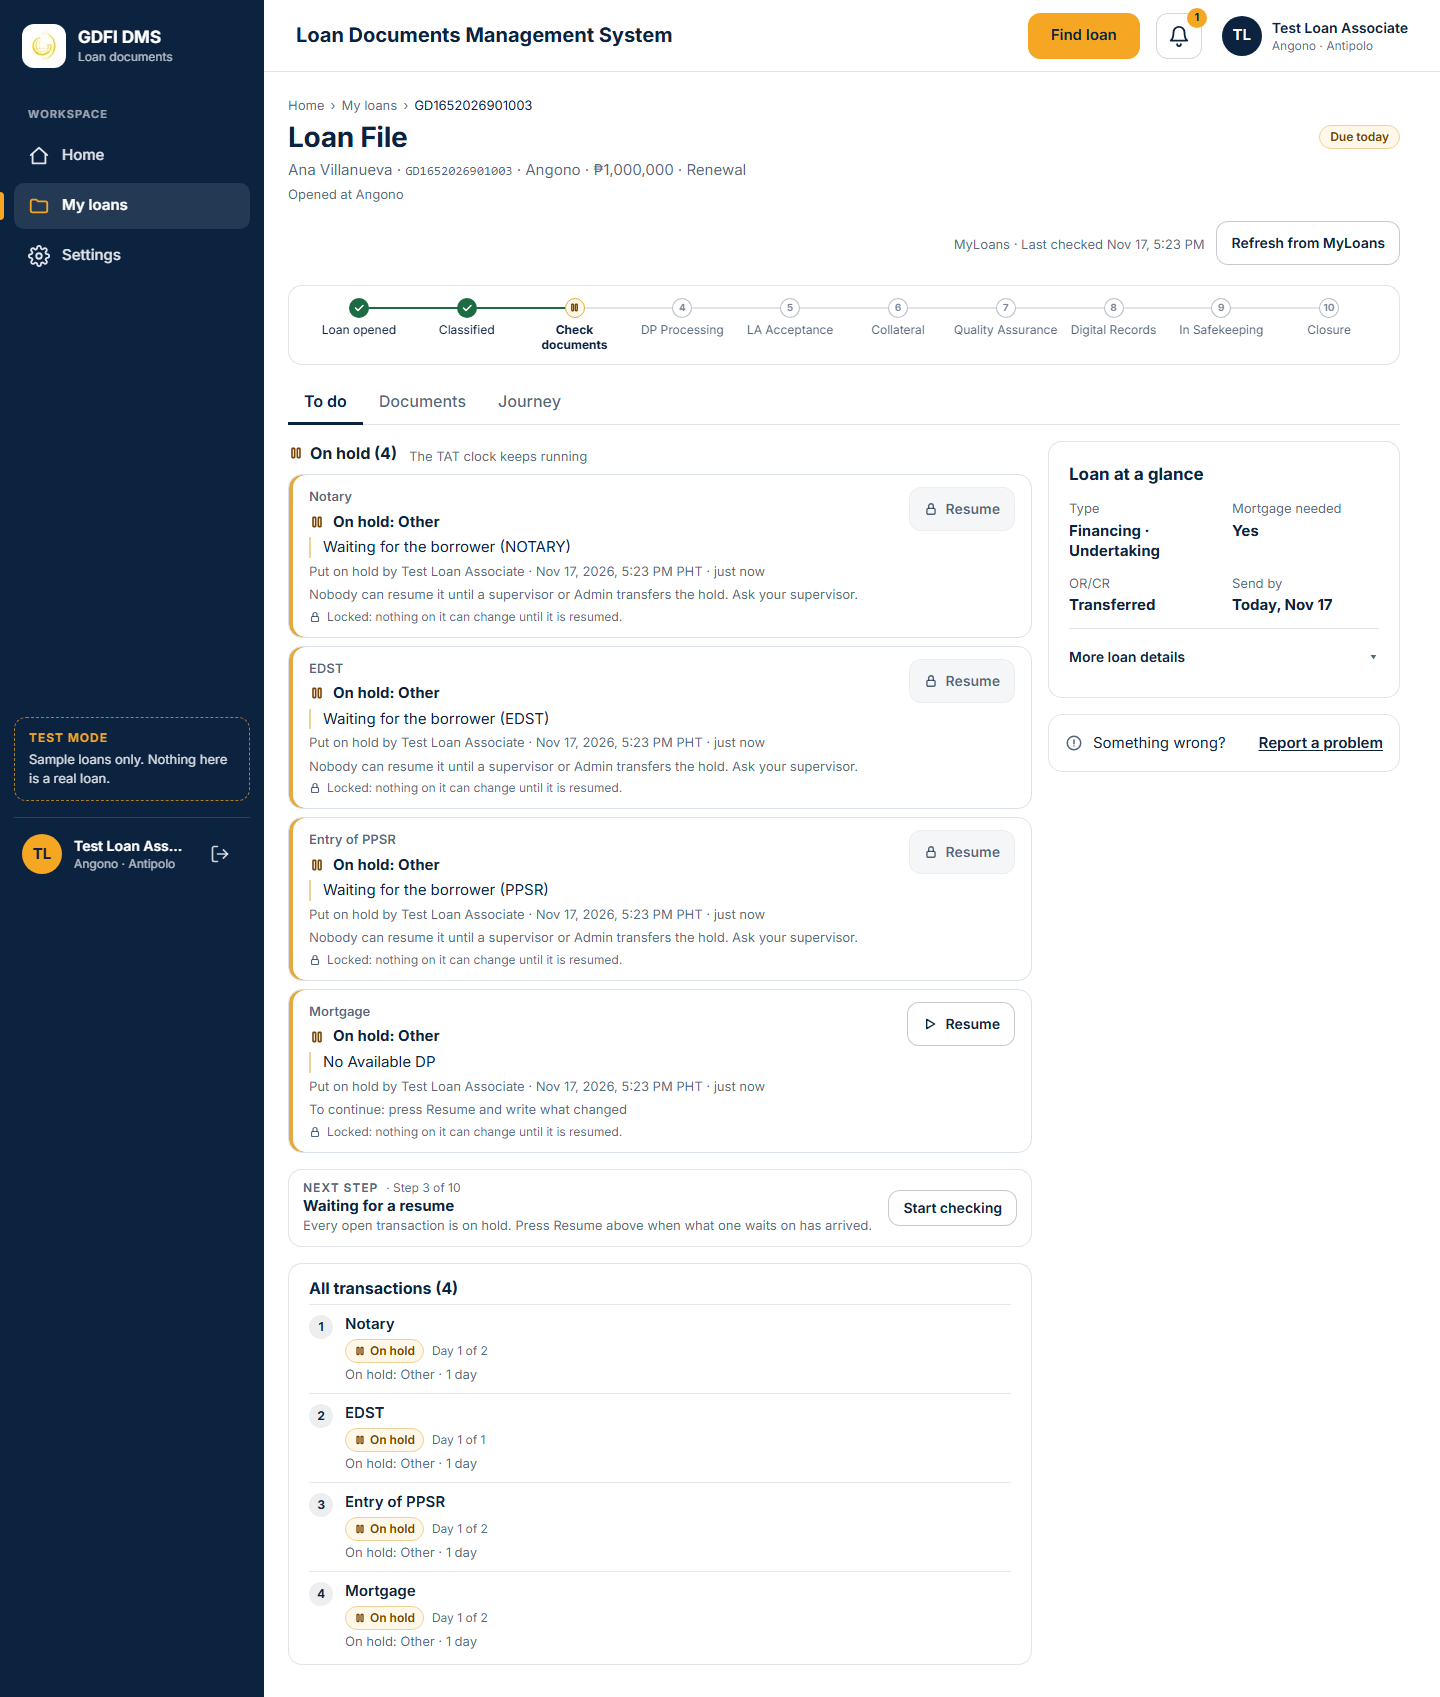 GDFI DMS
Loan documents
WORKSPACE
Home
My loans
Settings
TEST MODE
Sample loans only. Nothing here
is a real loan.
TL
Test Loan Ass...
Angono · Antipolo
Loan Documents Management System
Find loan
1
TL
Test Loan Associate
Angono · Antipolo
Home › My loans › GD1652026901003
Loan File
Due today
Ana Villanueva · GD1652026901003 · Angono · ₱1,000,000 · Renewal
Opened at Angono
MyLoans · Last checked Nov 17, 5:23 PM
Refresh from MyLoans
Loan opened
Classified
Check
documents
4
DP Processing
5
LA Acceptance
6
Collateral
7
Quality Assurance
8
Digital Records
9
In Safekeeping
10
Closure
To do
Documents
Journey
On hold (4)
The TAT clock keeps running
Notary
On hold: Other
Waiting for the borrower (NOTARY)
Put on hold by Test Loan Associate · Nov 17, 2026, 5:23 PM PHT · just now
Nobody can resume it until a supervisor or Admin transfers the hold. Ask your supervisor.
Locked: nothing on it can change until it is resumed.
Resume
EDST
On hold: Other
Waiting for the borrower (EDST)
Put on hold by Test Loan Associate · Nov 17, 2026, 5:23 PM PHT · just now
Nobody can resume it until a supervisor or Admin transfers the hold. Ask your supervisor.
Locked: nothing on it can change until it is resumed.
Resume
Entry of PPSR
On hold: Other
Waiting for the borrower (PPSR)
Put on hold by Test Loan Associate · Nov 17, 2026, 5:23 PM PHT · just now
Nobody can resume it until a supervisor or Admin transfers the hold. Ask your supervisor.
Locked: nothing on it can change until it is resumed.
Resume
Mortgage
On hold: Other
No Available DP
Put on hold by Test Loan Associate · Nov 17, 2026, 5:23 PM PHT · just now
To continue: press Resume and write what changed
Locked: nothing on it can change until it is resumed.
Resume
NEXT STEP · Step 3 of 10
Waiting for a resume
Every open transaction is on hold. Press Resume above when what one waits on has arrived.
Start checking
All transactions (4)
1
Notary
On hold
Day 1 of 2
On hold: Other · 1 day
2
EDST
On hold
Day 1 of 1
On hold: Other · 1 day
3
Entry of PPSR
On hold
Day 1 of 2
On hold: Other · 1 day
4
Mortgage
On hold
Day 1 of 2
On hold: Other · 1 day
Loan at a glance
Type
Financing ·
Undertaking
Mortgage needed
Yes
OR/CR
Transferred
Send by
Today, Nov 17
More loan details
Something wrong?
Report a problem